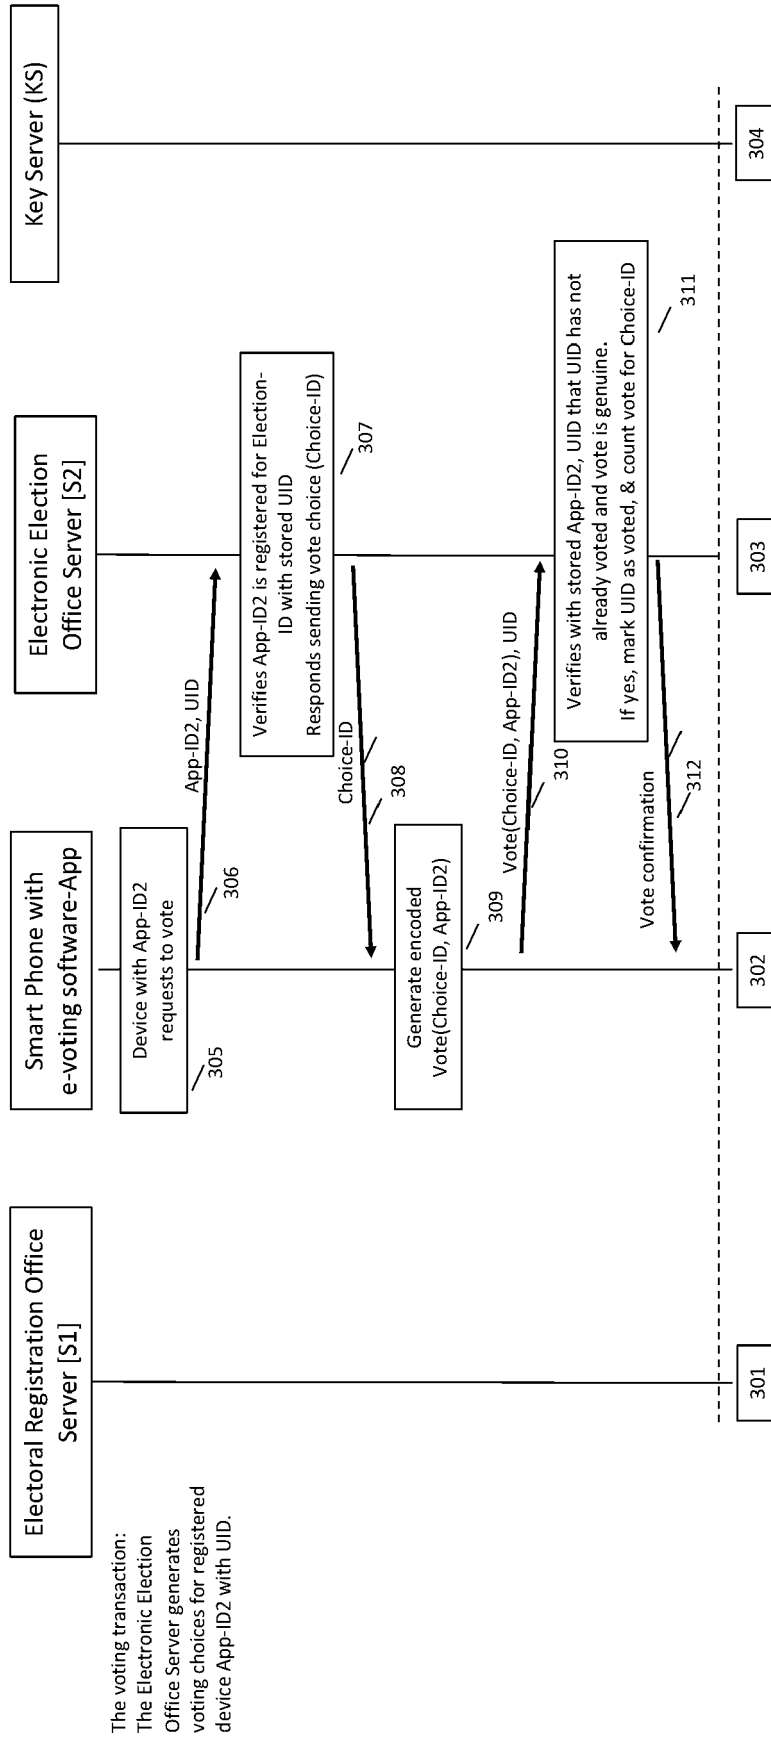 Electoral Registration Office
Server [S1]
Smart Phone with
e-voting software-App
Electronic Election
Office Server [S2]
Key Server (KS)
The voting transaction:
The Electronic Election
Office Server generates
voting choices for registered
device App-ID2 with UID.
Device with App-ID2
requests to vote
305
306
App-ID2, UID
Verifies App-ID2 is registered for Election-
ID with stored UID
Responds sending vote choice (Choice-ID)
307
Choice-ID
308
Generate encoded
Vote(Choice-ID, App-ID2)
309
Vote(Choice-ID, App-ID2), UID
310
Verifies with stored App-ID2, UID that UID has not
already voted and vote is genuine.
If yes, mark UID as voted, & count vote for Choice-ID
311
Vote confirmation
312
301
302
303
304